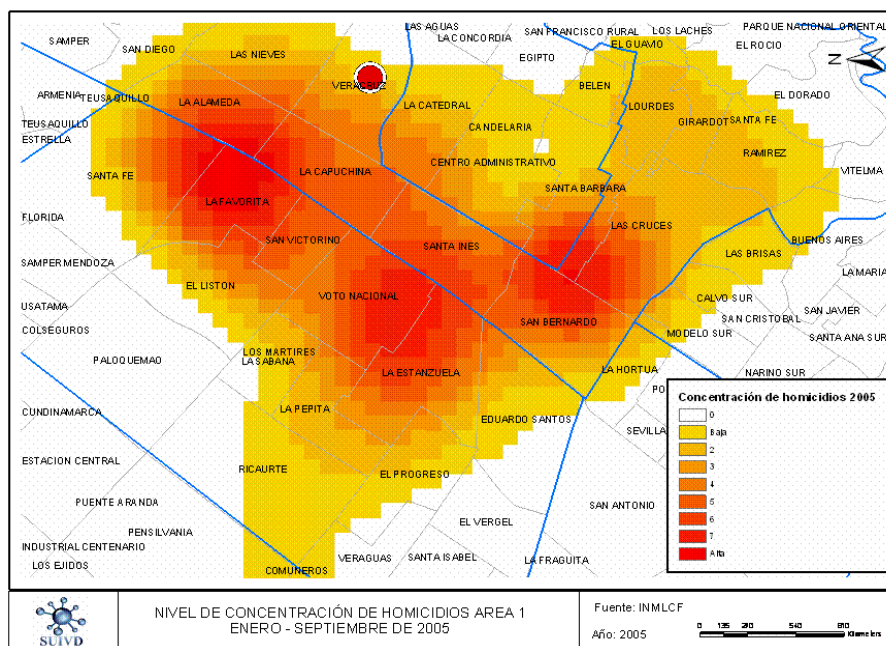 LAS AGUAS
SAN FRANCISCO RURAL
LOS LACHES
PARQUE NACIONAL ORIENTAL
SAMPER
SAN DIEGO
LAS NIEVES
LA CONCORDIA
EGIPTO
EL GUAVIO
EL ROCIO
N
ARMENIA
TEUSAQUILLO
LA ALAMEDA
VERACRUZ
LA CATEDRAL
BELEN
LOURDES
EL DORADO
TEUSAQUILLO
ESTRELLA
CANDELARIA
GIRARDOT
SANTA FE
RAMIREZ
SANTA FE
LA CAPUCHINA
CENTRO ADMINISTRATIVO
VITELMA
SANTA BARBARA
FLORIDA
LA FAVORITA
LAS CRUCES
SAN VICTORINO
SANTA INES
BUENOS AIRES
LAS BRISAS
SAMPER MENDOZA
LA MARIA
EL LISTON
VOTO NACIONAL
CALVO SUR
USATAMA
SAN BERNARDO
SAN CRISTOBAL
SAN JAVIER
COLSEGUROS
MODELO SUR
SANTA ANA SUR
PALOQUEMAO
LOS MARTIRES
LA SABANA
LA ESTANZUELA
LA HORTUA
NARINO SUR
PO
CUNDINAMARCA
LA PEPITA
EDUARDO SANTOS
SEVILLA
ESTACION CENTRAL
RICAURTE
EL PROGRESO
PUENTE ARANDA
SAN ANTONIO
PENSILVANIA
EL VERGEL
INDUSTRIAL CENTENARIO
LOS EJIDOS
VERAGUAS
SANTA ISABEL
LA FRAGUITA
COMUNEROS
Concentración de homicidios 2005
0
Baja
2
3
4
5
6
7
Alta
SUIVD
NIVEL DE CONCENTRACIÓN DE HOMICIDIOS AREA 1
ENERO - SEPTIEMBRE DE 2005
Fuente: INMLCF
Año: 2005
0 135 270 540 810
Kilometers